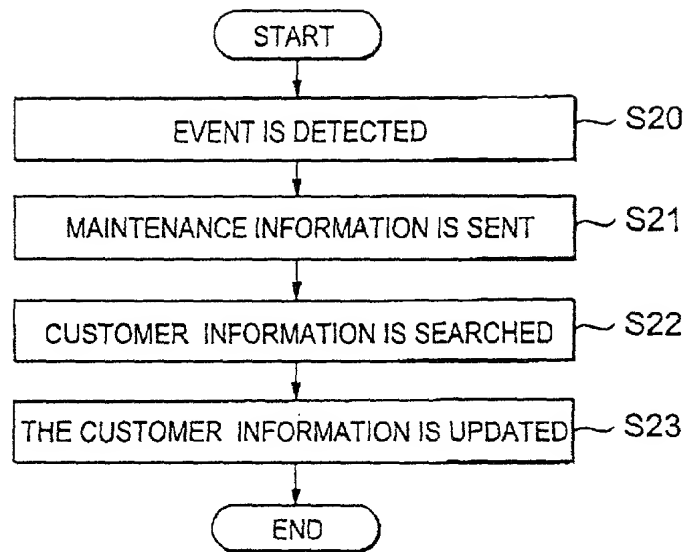 START
EVENT IS DETECTED
S20
MAINTENANCE INFORMATION IS SENT
S21
CUSTOMER INFORMATION IS SEARCHED
S22
THE CUSTOMER INFORMATION IS UPDATED
S23
END